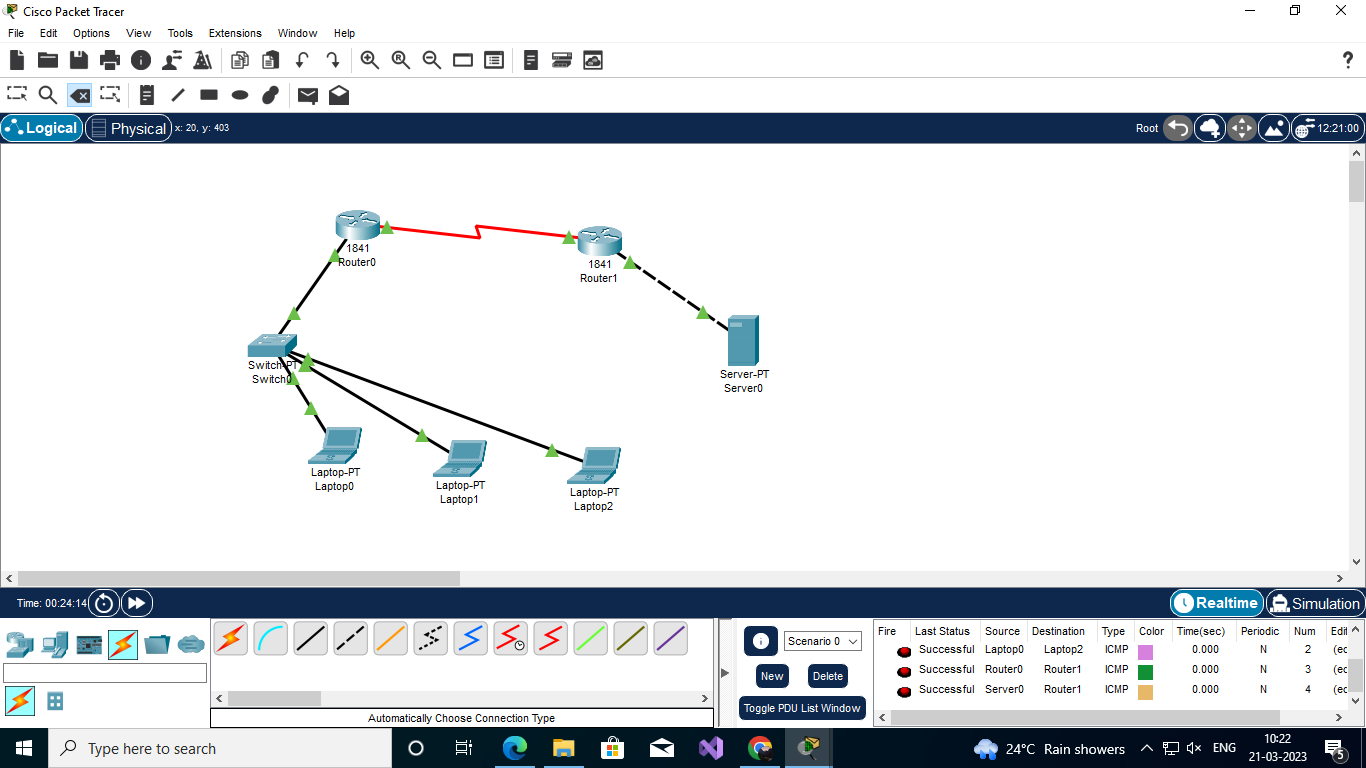 Cisco Packet Tracer
File Edit Options View Tools Extensions Window Help
?
Logical Physical x: 20, y: 403 Root 12:21:00
1841
Router0
1841
Router1
Switch-PT
Switch0
Server-PT
Server0
Laptop-PT
Laptop0
Laptop-PT
Laptop1
Laptop-PT
Laptop2
Time: 00:24:14 Realtime Simulation
Automatically Choose Connection Type
Scenario 0
New Delete
Toggle PDU List Window
Fire Last Status Source Destination Type Color Time(sec) Periodic Num Edit
Successful Laptop0 Laptop2 ICMP 0.000 N 2 (ec
Successful Router0 Router1 ICMP 0.000 N 3 (ec
Successful Server0 Router1 ICMP 0.000 N 4 (ec
Type here to search
24°C Rain showers ENG 10:22
21-03-2023
5